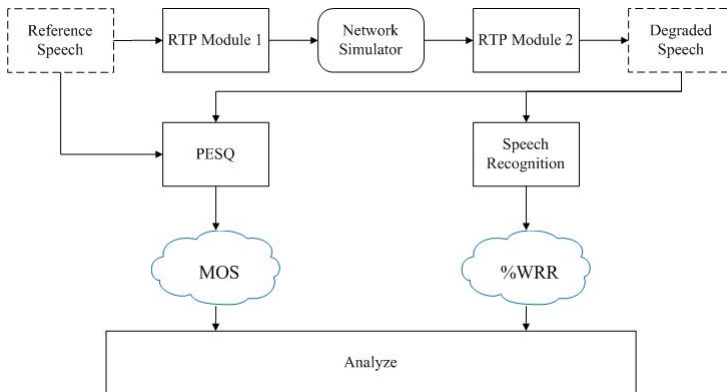 Reference
Speech
RTP Module 1
Network
Simulator
RTP Module 2
Degraded
Speech
PESQ
Speech
Recognition
MOS
%WRR
Analyze